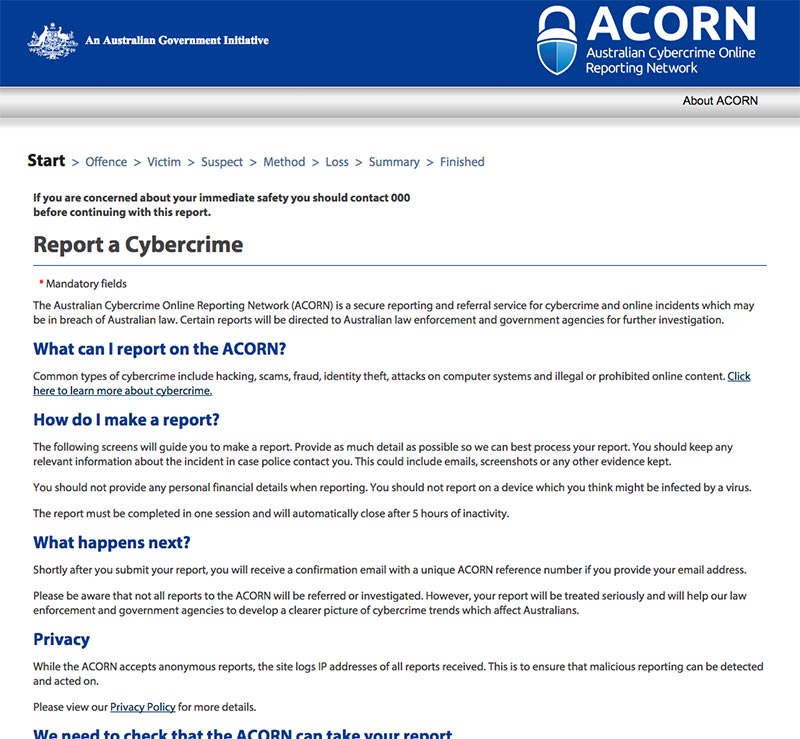 An Australian Government Initiative
ACORN
Australian Cybercrime Online
Reporting Network
About ACORN
Start > Offence > Victim > Suspect > Method > Loss > Summary > Finished
If you are concerned about your immediate safety you should contact 000
before continuing with this report.
Report a Cybercrime
* Mandatory fields
The Australian Cybercrime Online Reporting Network (ACORN) is a secure reporting and referral service for cybercrime and online incidents which may
be in breach of Australian law. Certain reports will be directed to Australian law enforcement and government agencies for further investigation.
What can I report on the ACORN?
Common types of cybercrime include hacking, scams, fraud, identity theft, attacks on computer systems and illegal or prohibited online content. Click
here to learn more about cybercrime.
How do I make a report?
The following screens will guide you to make a report. Provide as much detail as possible so we can best process your report. You should keep any
relevant information about the incident in case police contact you. This could include emails, screenshots or any other evidence kept.
You should not provide any personal financial details when reporting. You should not report on a device which you think might be infected by a virus.
The report must be completed in one session and will automatically close after 5 hours of inactivity.
What happens next?
Shortly after you submit your report, you will receive a confirmation email with a unique ACORN reference number if you provide your email address.
Please be aware that not all reports to the ACORN will be referred or investigated. However, your report will be treated seriously and will help our law
enforcement and government agencies to develop a clearer picture of cybercrime trends which affect Australians.
Privacy
While the ACORN accepts anonymous reports, the site logs IP addresses of all reports received. This is to ensure that malicious reporting can be detected
and acted on.
Please view our Privacy Policy for more details.
We need to check that the ACORN can take your report